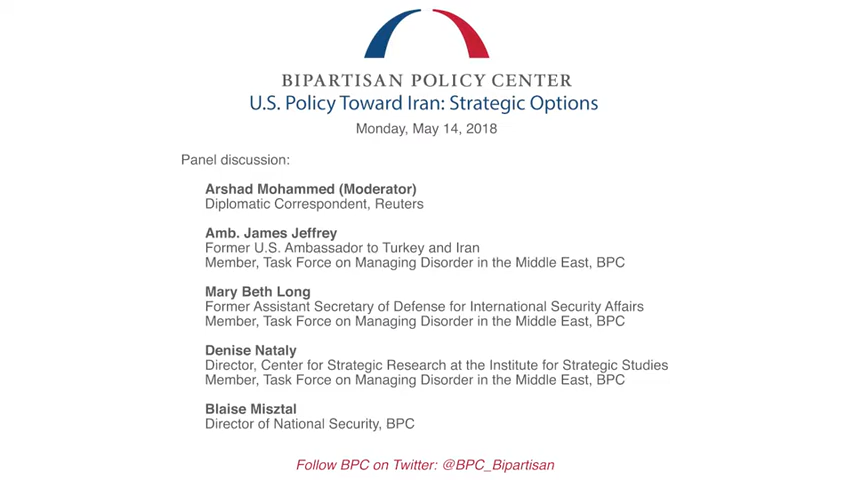 BIPARTISAN POLICY CENTER
U.S. Policy Toward Iran: Strategic Options
Monday, May 14, 2018
Panel discussion:
Arshad Mohammed (Moderator)
Diplomatic Correspondent, Reuters
Amb. James Jeffrey
Former U.S. Ambassador to Turkey and Iran
Member, Task Force on Managing Disorder in the Middle East, BPC
Mary Beth Long
Former Assistant Secretary of Defense for International Security Affairs
Member, Task Force on Managing Disorder in the Middle East, BPC
Denise Nataly
Director, Center for Strategic Research at the Institute for Strategic Studies
Member, Task Force on Managing Disorder in the Middle East, BPC
Blaise Misztal
Director of National Security, BPC
Follow BPC on Twitter: @BPC_Bipartisan